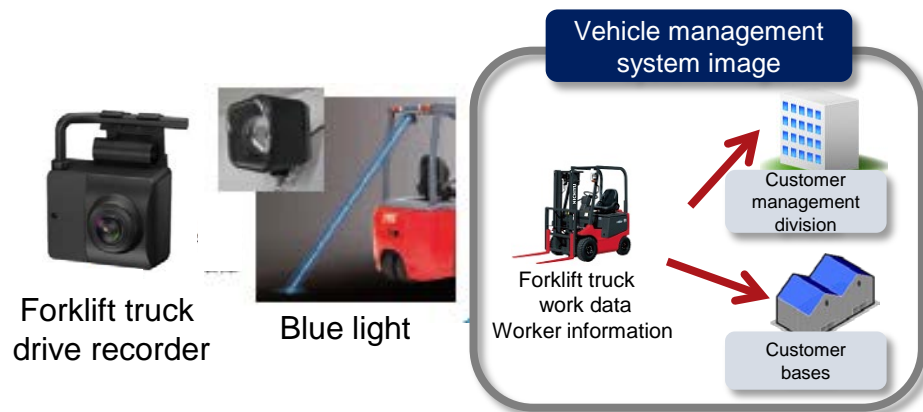 Vehicle management
system image
Forklift truck
drive recorder
Blue light
Forklift truck
work data
Worker information
Customer
management
division
Customer
bases